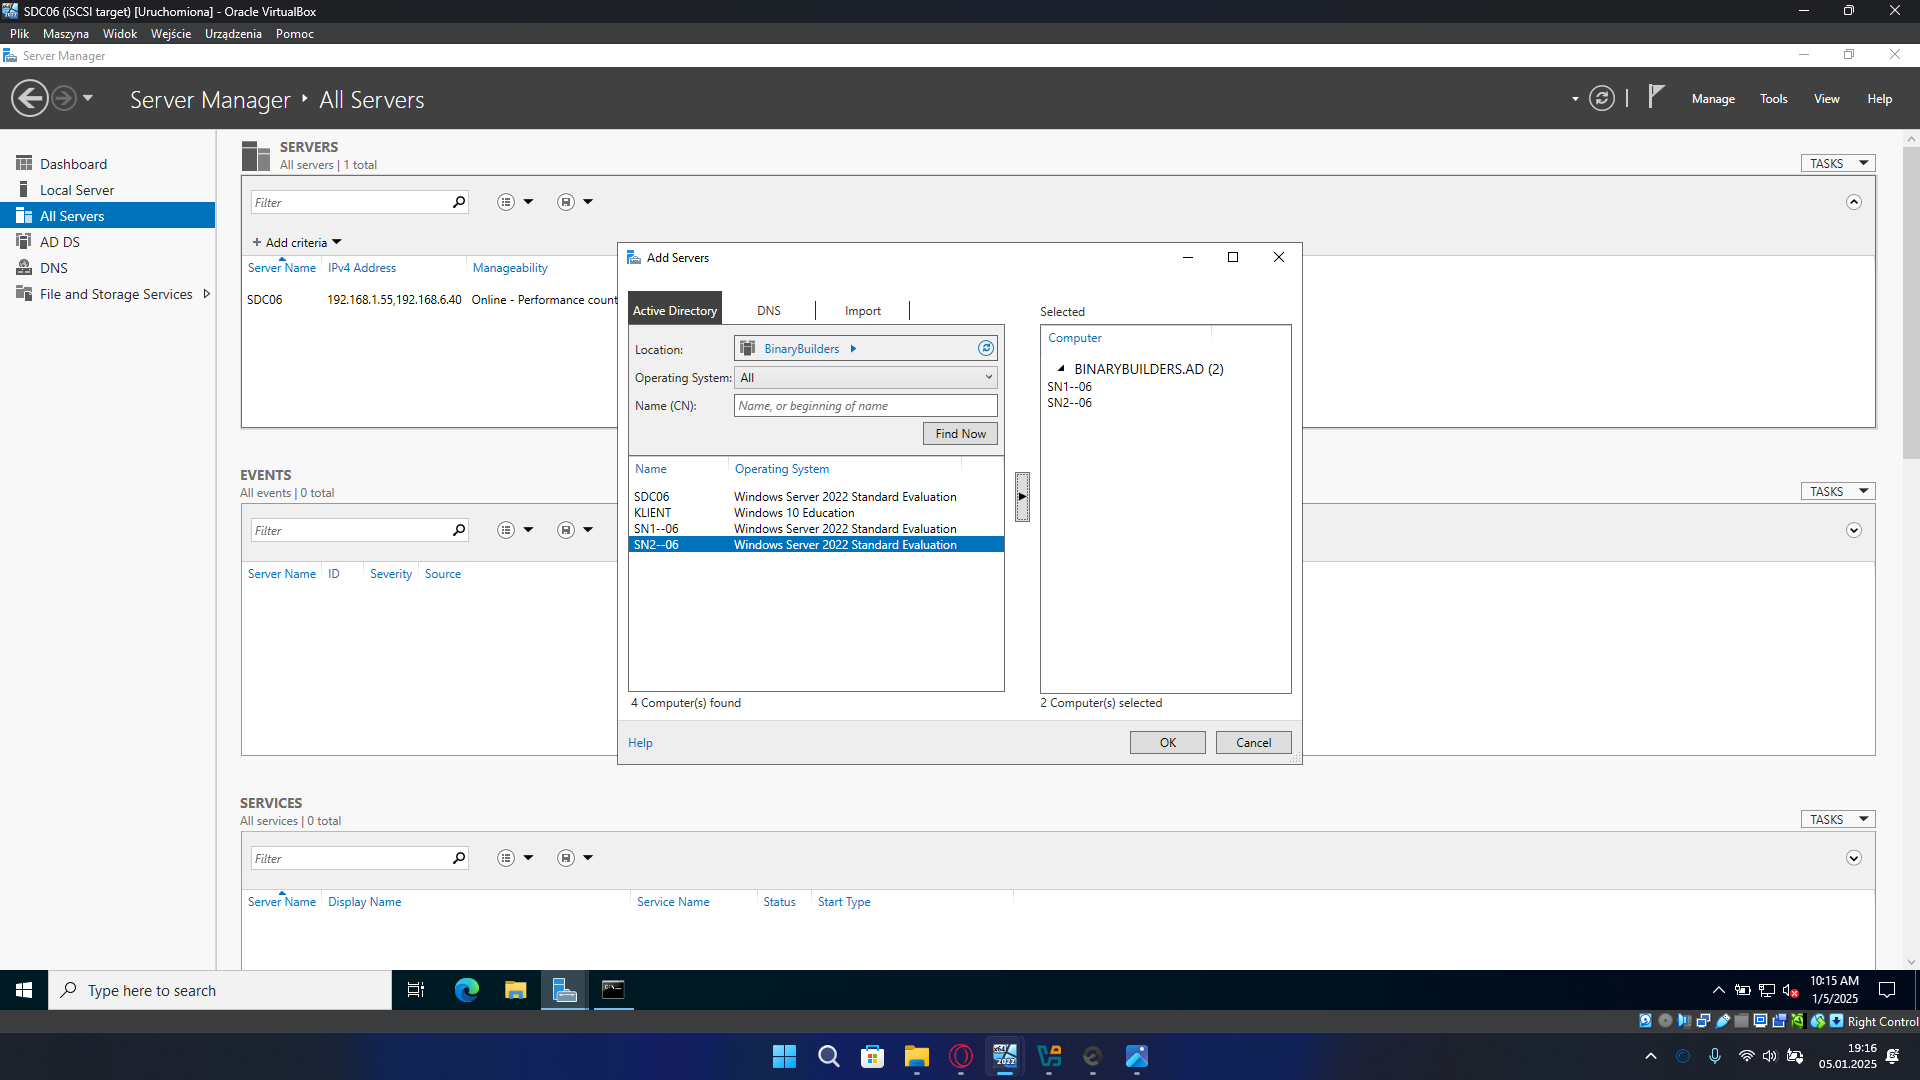 SDC06 (iSCSI target) [Uruchomiona] - Oracle VirtualBox
Plik Maszyna Widok Wejście Urządzenia Pomoc
Server Manager
Server Manager All Servers
Manage Tools View Help
Dashboard
Local Server
All Servers
AD DS
DNS
File and Storage Services
SERVERS
All servers | 1 total
TASKS
Filter
+ Add criteria
Server Name IPv4 Address Manageability
SDC06 192.168.1.55,192.168.6.40 Online - Performance count
Add Servers
Active Directory DNS Import
Location: BinaryBuilders
Operating System: All
Name (CN): Name, or beginning of name
Find Now
Name Operating System
SDC06 Windows Server 2022 Standard Evaluation
KLIENT Windows 10 Education
SN1--06 Windows Server 2022 Standard Evaluation
SN2--06 Windows Server 2022 Standard Evaluation
4 Computer(s) found
Selected
Computer
BINARYBUILDERS.AD (2)
SN1--06
SN2--06
2 Computer(s) selected
Help OK Cancel
EVENTS
All events | 0 total
TASKS
Filter
Server Name ID Severity Source
SERVICES
All services | 0 total
TASKS
Filter
Server Name Display Name Service Name Status Start Type
Type here to search
10:15 AM
1/5/2025
Right Control
19:16
05.01.2025